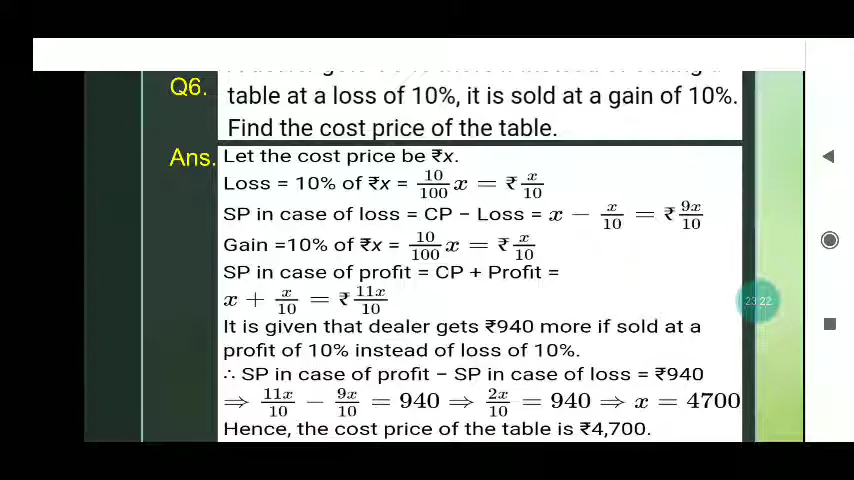 Q6.
table at a loss of 10%, it is sold at a gain of 10%.
Find the cost price of the table.
Ans. Let the cost price be ₹x.
Loss = 10% of ₹x = 10/100 x = ₹ x/10
SP in case of loss = CP − Loss = x − x/10 = ₹ 9x/10
Gain =10% of ₹x = 10/100 x = ₹ x/10
SP in case of profit = CP + Profit =
x + x/10 = ₹ 11x/10
It is given that dealer gets ₹940 more if sold at a
profit of 10% instead of loss of 10%.
∴ SP in case of profit − SP in case of loss = ₹940
⇒ 11x/10 − 9x/10 = 940 ⇒ 2x/10 = 940 ⇒ x = 4700
Hence, the cost price of the table is ₹4,700.
23:22